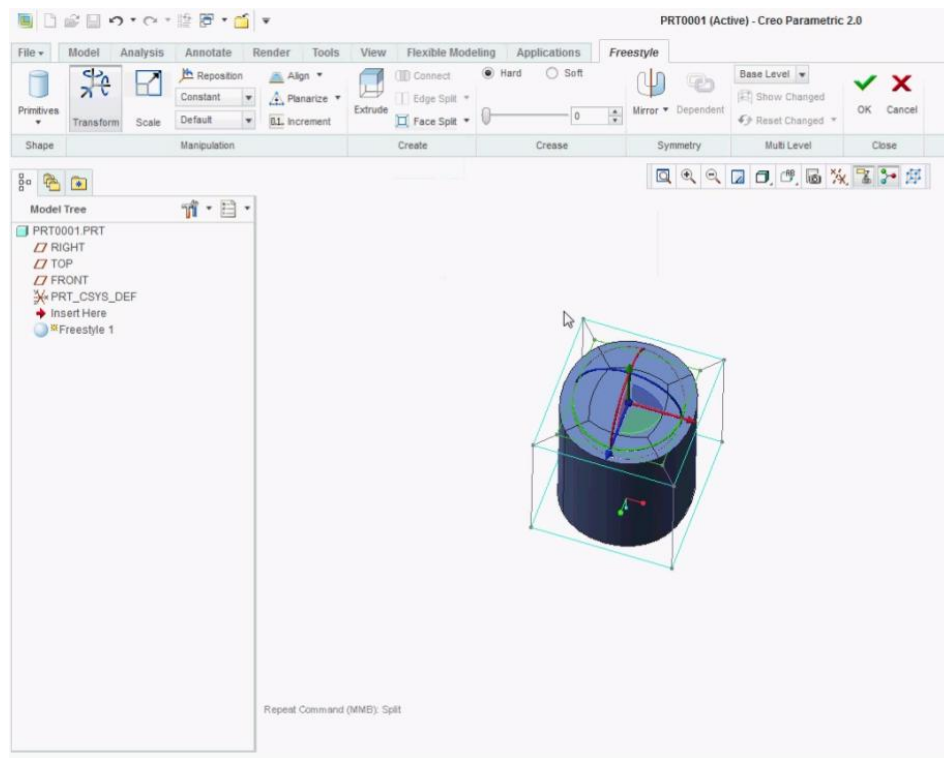 PRT0001 (Active) - Creo Parametric 2.0
File Model Analysis Annotate Render Tools View Flexible Modeling Applications Freestyle
Primitives
Transform
Scale
Reposition
Constant
Default
Align
Planarize
0.1.. Increment
Extrude
Connect
Edge Split
Face Split
Hard Soft
0
Mirror
Dependent
Base Level
Show Changed
Reset Changed
OK
Cancel
Shape Manipulation Create Crease Symmetry Multi Level Close
Model Tree
PRT0001.PRT
RIGHT
TOP
FRONT
PRT_CSYS_DEF
Insert Here
Freestyle 1
Repeat Command (MMB): Split